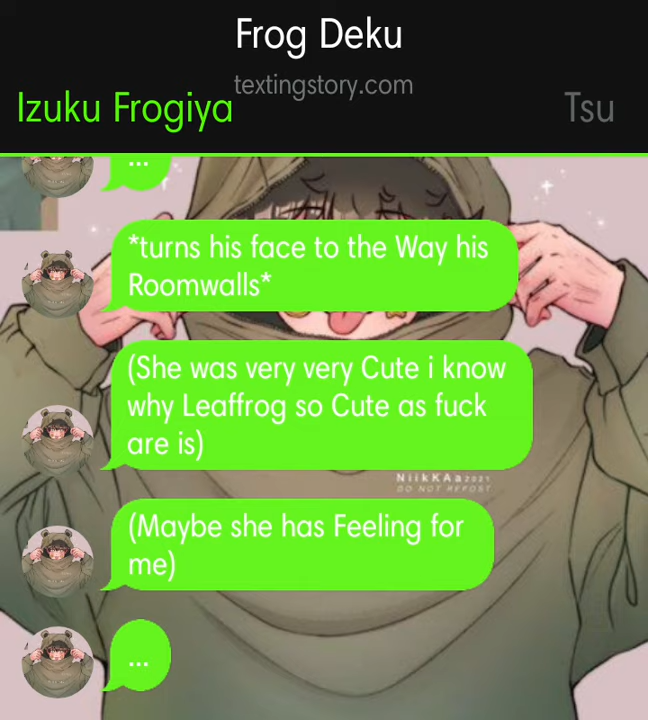 Frog Deku
textingstory.com
Izuku Frogiya
Tsu
...
*turns his face to the Way his
Roomwalls*
(She was very very Cute i know
why Leaffrog so Cute as fuck
are is)
NiikKAa2021
DO NOT REPOST
(Maybe she has Feeling for
me)
...